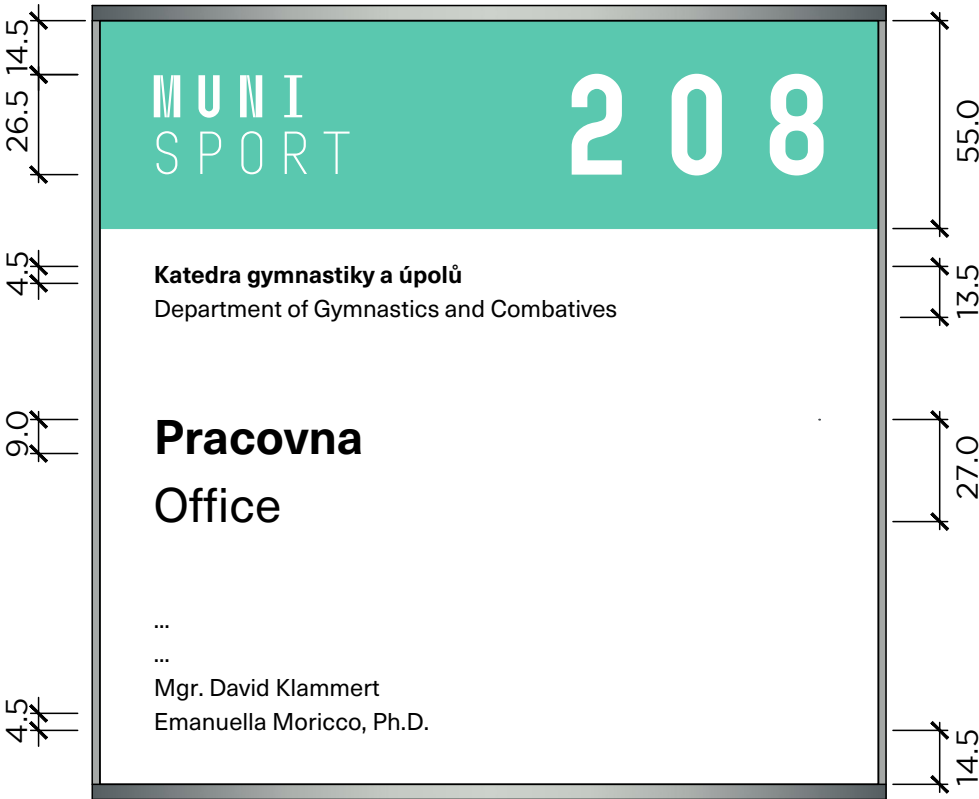 14.5
26.5
4.5
9.0
4.5
MUNI
SPORT
208
Katedra gymnastiky a úpolů
Department of Gymnastics and Combatives
Pracovna
Office
...
...
Mgr. David Klammert
Emanuella Moricco, Ph.D.
55.0
13.5
27.0
14.5